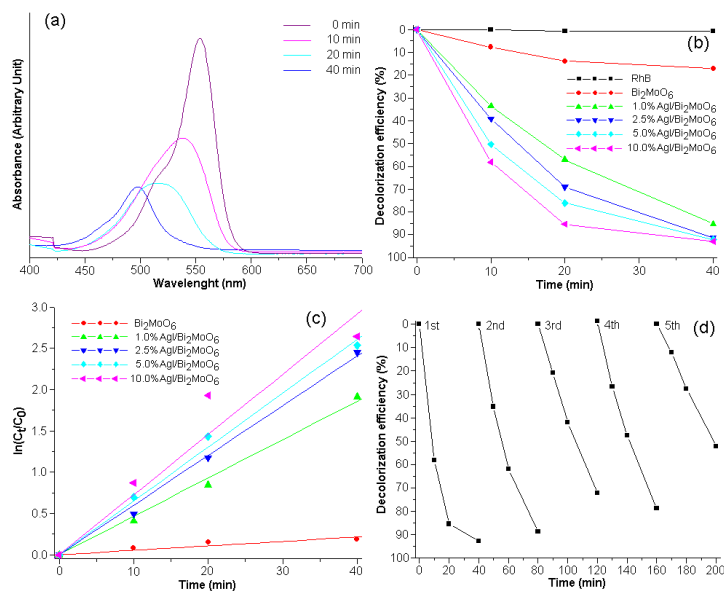 (a)
0 min
10 min
20 min
40 min
Absorbance (Arbitrary Unit)
400 450 500 550 600 650 700
Wavelenght (nm)
(b)
0
10
20
30
40
50
60
70
80
90
100
Decolorization efficiency (%)
RhB
Bi₂MoO₆
1.0%AgI/Bi₂MoO₆
2.5%AgI/Bi₂MoO₆
5.0%AgI/Bi₂MoO₆
10.0%AgI/Bi₂MoO₆
0 10 20 30 40
Time (min)
(c)
3.0
2.5
2.0
1.5
1.0
0.5
0.0
ln(Cₜ/C₀)
Bi₂MoO₆
1.0%AgI/Bi₂MoO₆
2.5%AgI/Bi₂MoO₆
5.0%AgI/Bi₂MoO₆
10.0%AgI/Bi₂MoO₆
0 10 20 30 40
Time (min)
(d)
1st 2nd 3rd 4th 5th
0
10
20
30
40
50
60
70
80
90
100
Decolorization efficiency (%)
0 20 40 60 80 100 120 140 160 180 200
Time (min)